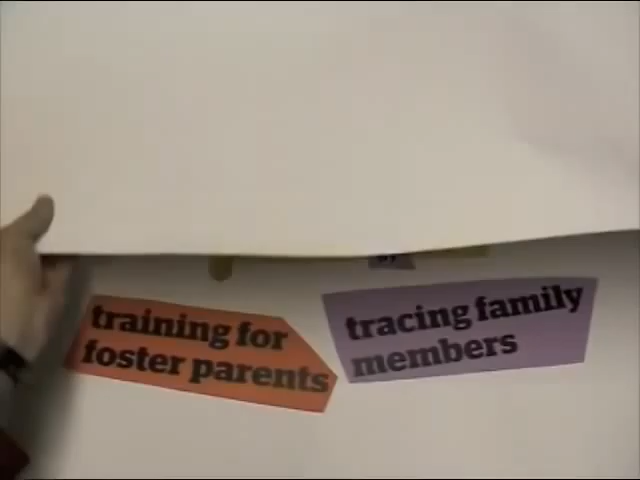 training for
foster parents
tracing family
members